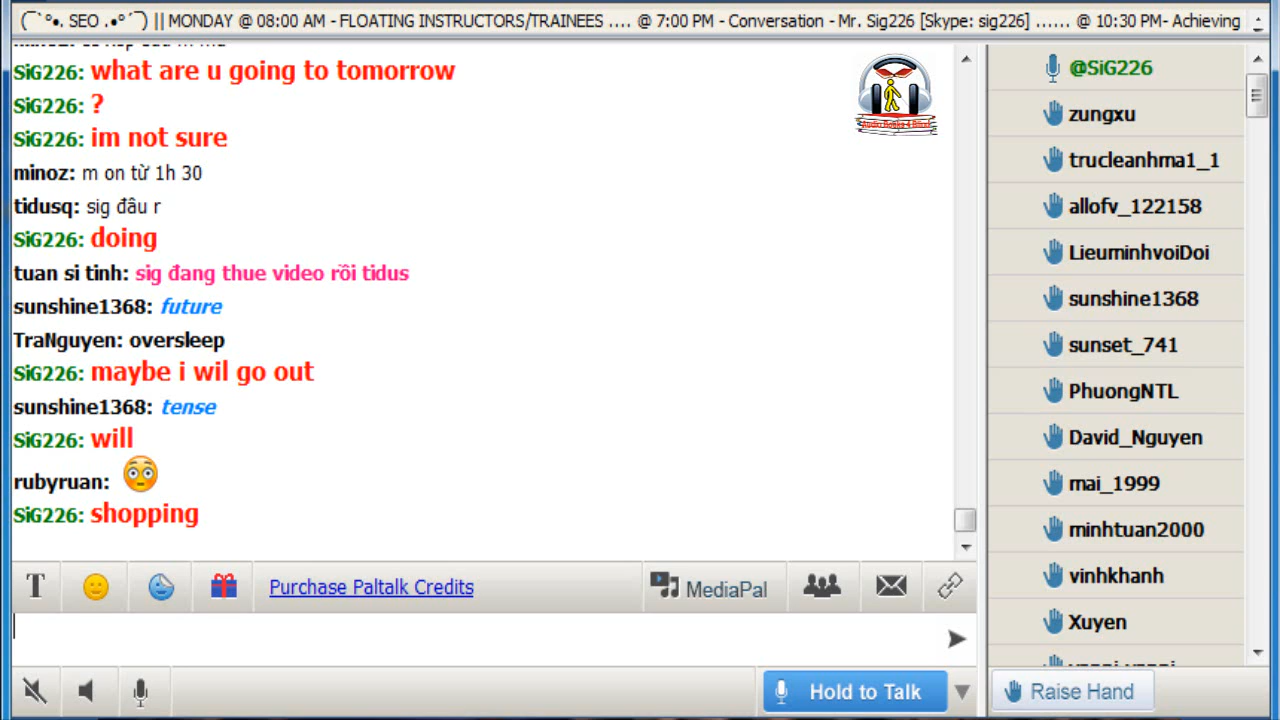 (¯`°•. SEO .•°´¯) || MONDAY @ 08:00 AM - FLOATING INSTRUCTORS/TRAINEES .... @ 7:00 PM - Conversation - Mr. Sig226 [Skype: sig226] ...... @ 10:30 PM- Achieving
SiG226: what are u going to tomorrow
SiG226: ?
SiG226: im not sure
minoz: m on từ 1h 30
tidusq: sig đâu r
SiG226: doing
tuan si tinh: sig đang thue video rồi tidus
sunshine1368: future
TraNguyen: oversleep
SiG226: maybe i wil go out
sunshine1368: tense
SiG226: will
rubyruan:
SiG226: shopping
T
Purchase Paltalk Credits
MediaPal
Hold to Talk
@SiG226
zungxu
trucleanhma1_1
allofv_122158
LieuminhvoiDoi
sunshine1368
sunset_741
PhuongNTL
David_Nguyen
mai_1999
minhtuan2000
vinhkhanh
Xuyen
Raise Hand